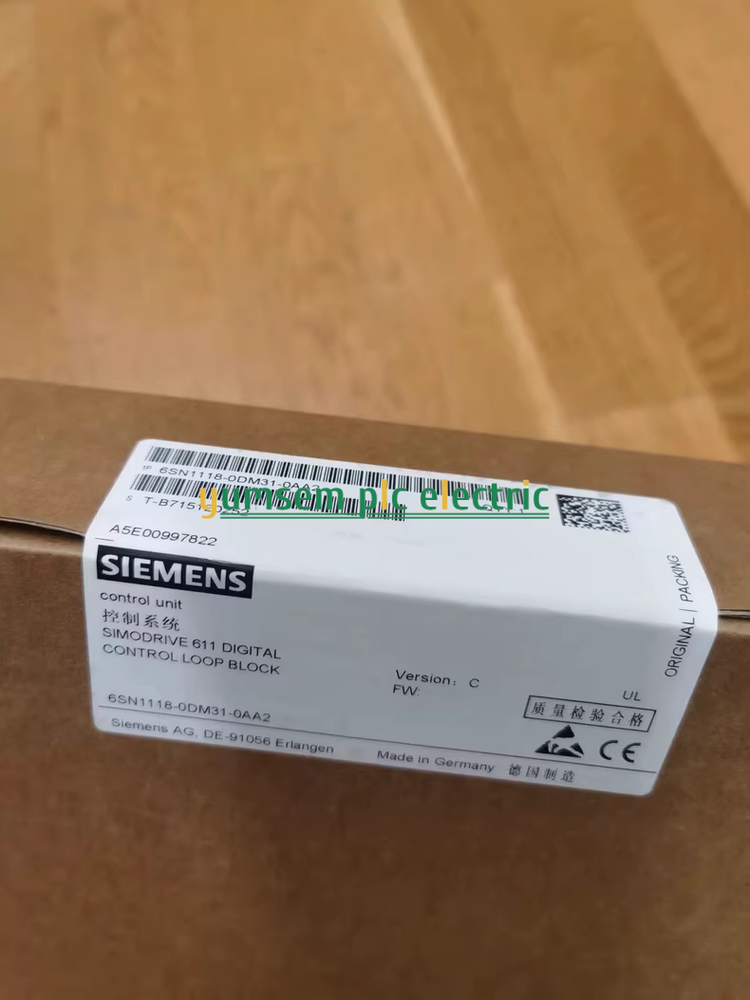 1P 6SN1118-0DM31-0AA2
yumsem plc electric
S T-B715
A5E00997822
SIEMENS
control unit
控制系统
SIMODRIVE 611 DIGITAL
CONTROL LOOP BLOCK
Version: C
FW:
6SN1118-0DM31-0AA2
UL
质量检验合格
CE
Siemens AG, DE-91056 Erlangen
Made in Germany 德国制造
ORIGINAL | PACKING